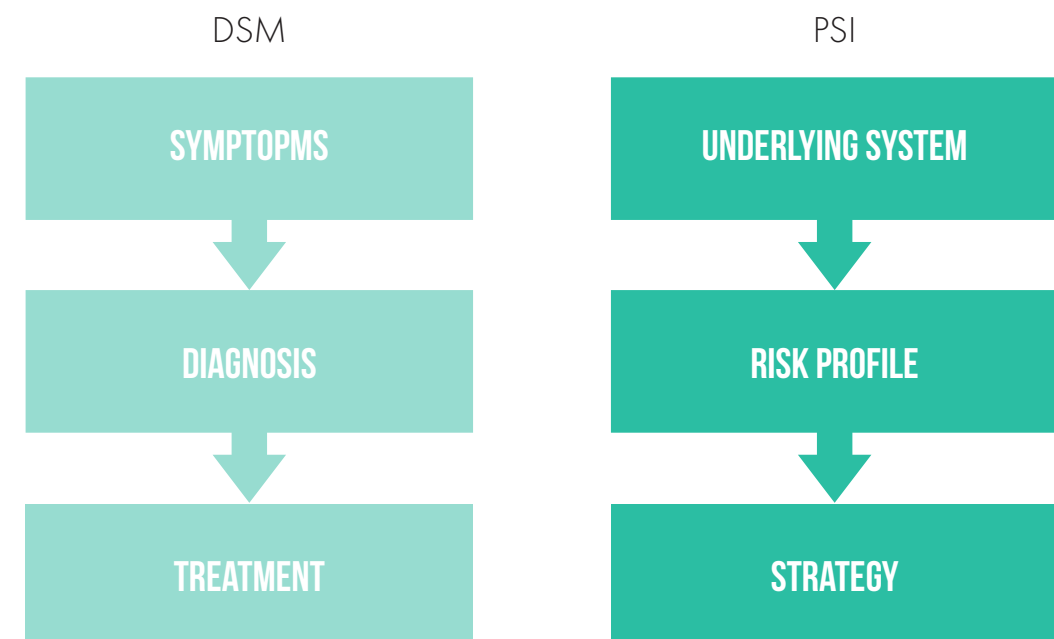 DSM
SYMPTOPMS
DIAGNOSIS
TREATMENT
PSI
UNDERLYING SYSTEM
RISK PROFILE
STRATEGY